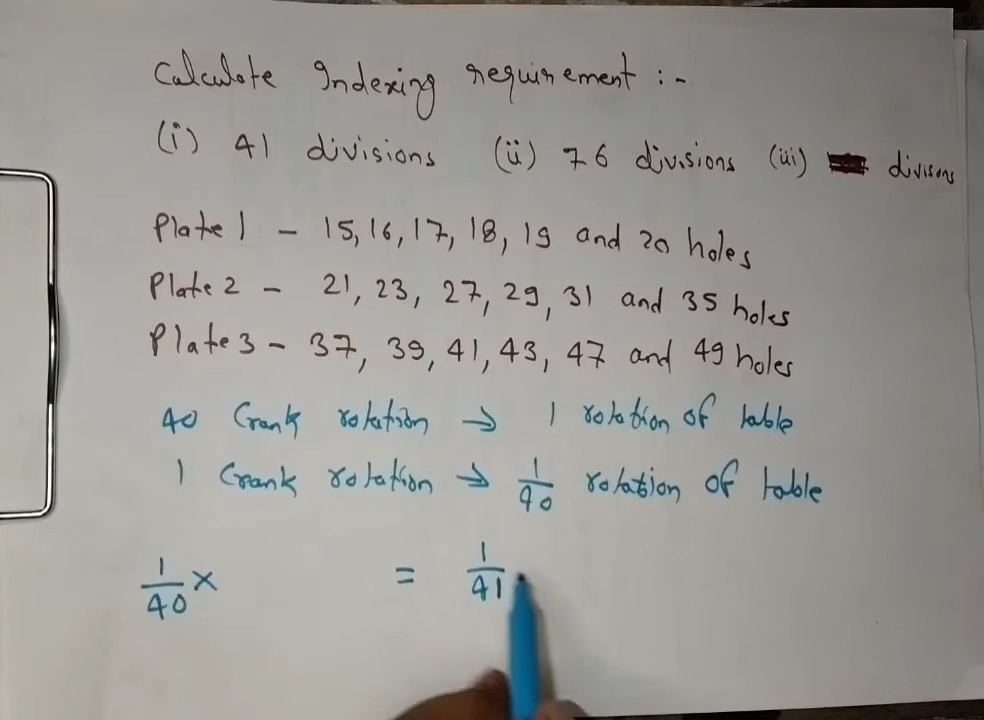 Calculate Indexing requirement :-
(i) 41 divisions (ii) 76 divisions (iii) divisons
Plate 1 - 15, 16, 17, 18, 19 and 20 holes
Plate 2 - 21, 23, 27, 29, 31 and 35 holes
Plate 3 - 37, 39, 41, 43, 47 and 49 holes
40 Crank rotation → 1 rotation of table
1 Crank rotation → 1/40 rotation of table
1/40 × = 1/41